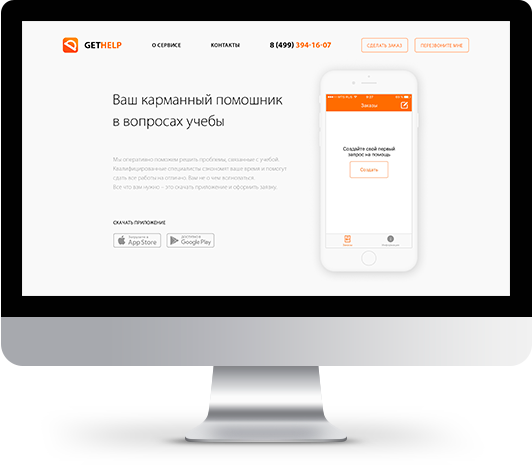 GETHELP
О СЕРВИСЕ
КОНТАКТЫ
8 (499) 394-16-07
СДЕЛАТЬ ЗАКАЗ
ПЕРЕЗВОНИТЕ МНЕ
Ваш карманный помошник
в вопросах учебы
Мы оперативно поможем решить проблемы, связанные с учебой.
Квалифицированные специалисты сэкономят ваше время и помогут
сдать все работы на отлично. Вам не о чем волноваться.
Все что вам нужно – это скачать приложение и оформить заявку.
СКАЧАТЬ ПРИЛОЖЕНИЕ
App Store
Google Play
Заказы
Создайте свой первый
запрос на помощь
Создать